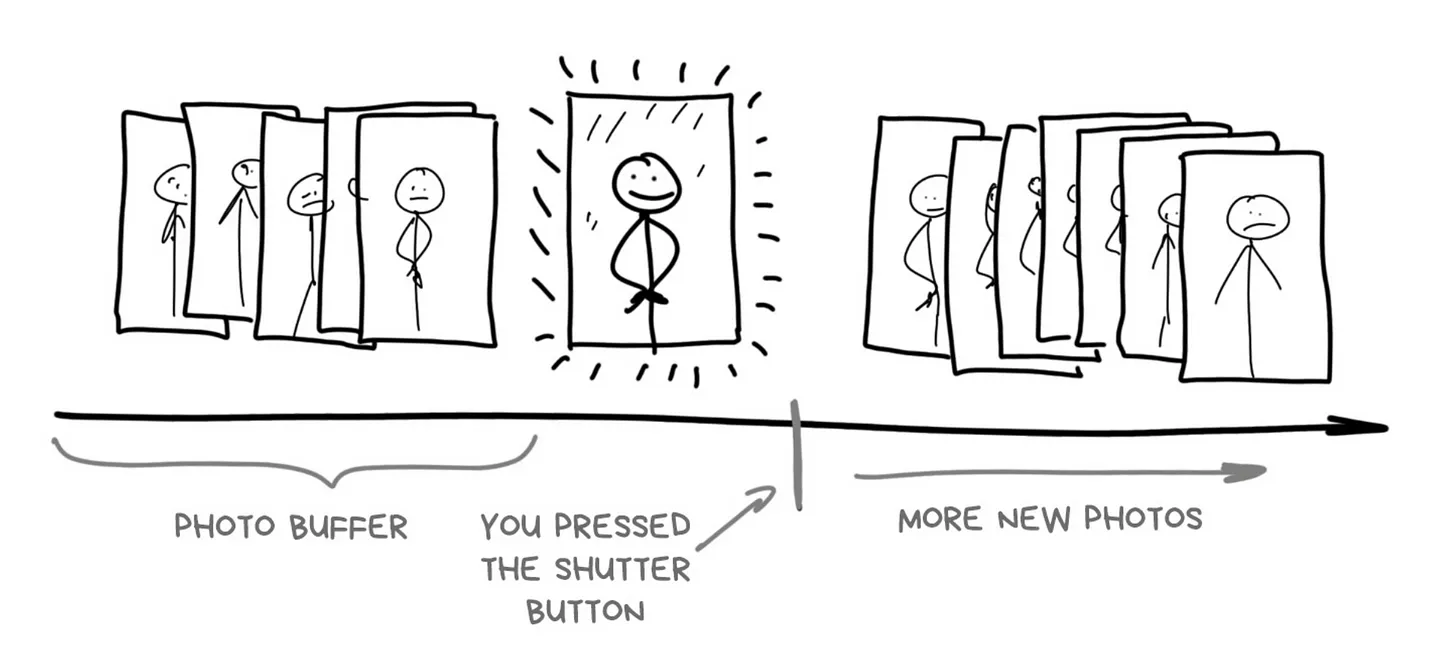 PHOTO BUFFER
YOU PRESSED
THE SHUTTER
BUTTON
MORE NEW PHOTOS